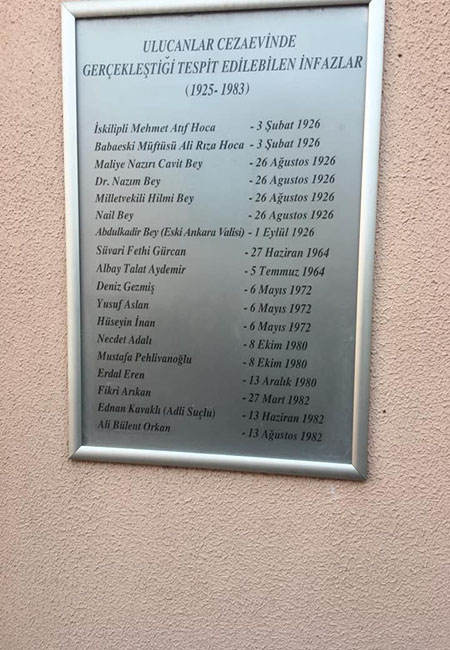 ULUCANLAR CEZAEVİNDE
GERÇEKLEŞTİĞİ TESPİT EDİLEBİLEN İNFAZLAR
(1925- 1983)
İskilipli Mehmet Atıf Hoca - 3 Şubat 1926
Babaeski Müftüsü Ali Rıza Hoca - 3 Şubat 1926
Maliye Nazırı Cavit Bey - 26 Ağustos 1926
Dr. Nazım Bey - 26 Agustos 1926
Milletvekili Hilmi Bey - 26 Ağustos 1926
Nail Bey - 26 Agustos 1926
Abdulkadir Bey (Eski Ankara Valisi) - 1 Eylül 1926
Süvari Fethi Gürcan - 27 Haziran 1964
Albay Talat Aydemir - 5 Temmuz 1964
Deniz Gezmiş - 6 Mayıs 1972
Yusuf Aslan - 6 Mayıs 1972
Hüseyin İnan - 6 Mayıs 1972
Necdet Adalı - 8 Ekim 1980
Mustafa Pehlivanoğlu - 8 Ekim 1980
Erdal Eren - 13 Aralık 1980
Fikri Arıkan - 27 Mart 1982
Ednan Kavaklı (Adli Suçlu) - 13 Haziran 1982
Ali Bülent Orkan - 13 Ağustos 1982